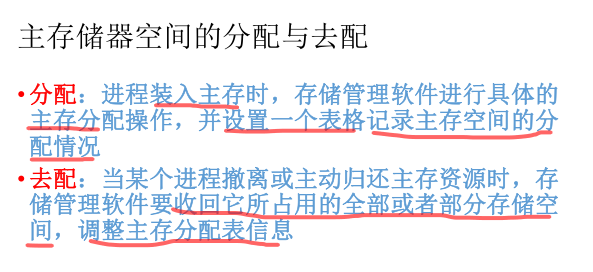 主存储器空间的分配与去配
•分配：进程装入主存时，存储管理软件进行具体的
主存分配操作，并设置一个表格记录主存空间的分
配情况
•去配：当某个进程撤离或主动归还主存资源时，存
储管理软件要收回它所占用的全部或者部分存储空
间，调整主存分配表信息